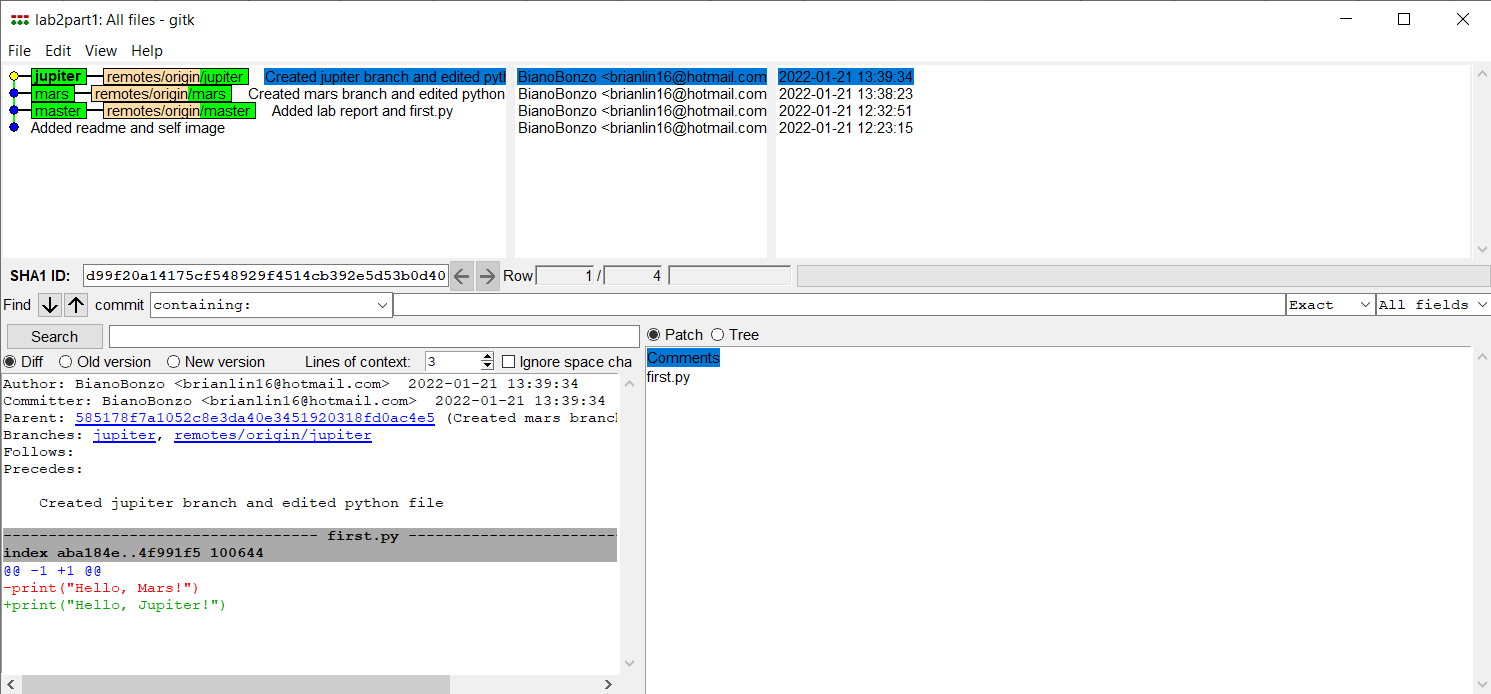 lab2part1: All files - gitk
File Edit View Help
jupiter remotes/origin/jupiter Created jupiter branch and edited pyt BianoBonzo <brianlin16@hotmail.com 2022-01-21 13:39:34
mars remotes/origin/mars Created mars branch and edited python BianoBonzo <brianlin16@hotmail.com 2022-01-21 13:38:23
master remotes/origin/master Added lab report and first.py BianoBonzo <brianlin16@hotmail.com 2022-01-21 12:32:51
Added readme and self image BianoBonzo <brianlin16@hotmail.com 2022-01-21 12:23:15
SHA1 ID: d99f20a14175cf548929f4514cb392e5d53b0d40 Row 1 / 4
Find commit containing: Exact All fields
Search
Patch Tree
Diff Old version New version Lines of context: 3 Ignore space cha
Comments
first.py
Author: BianoBonzo <brianlin16@hotmail.com> 2022-01-21 13:39:34
Committer: BianoBonzo <brianlin16@hotmail.com> 2022-01-21 13:39:34
Parent: 585178f7a1052c8e3da40e3451920318fd0ac4e5 (Created mars branc
Branches: jupiter, remotes/origin/jupiter
Follows:
Precedes:
Created jupiter branch and edited python file
----------------------------------- first.py -----------------------
index aba184e..4f991f5 100644
@@ -1 +1 @@
-print("Hello, Mars!")
+print("Hello, Jupiter!")